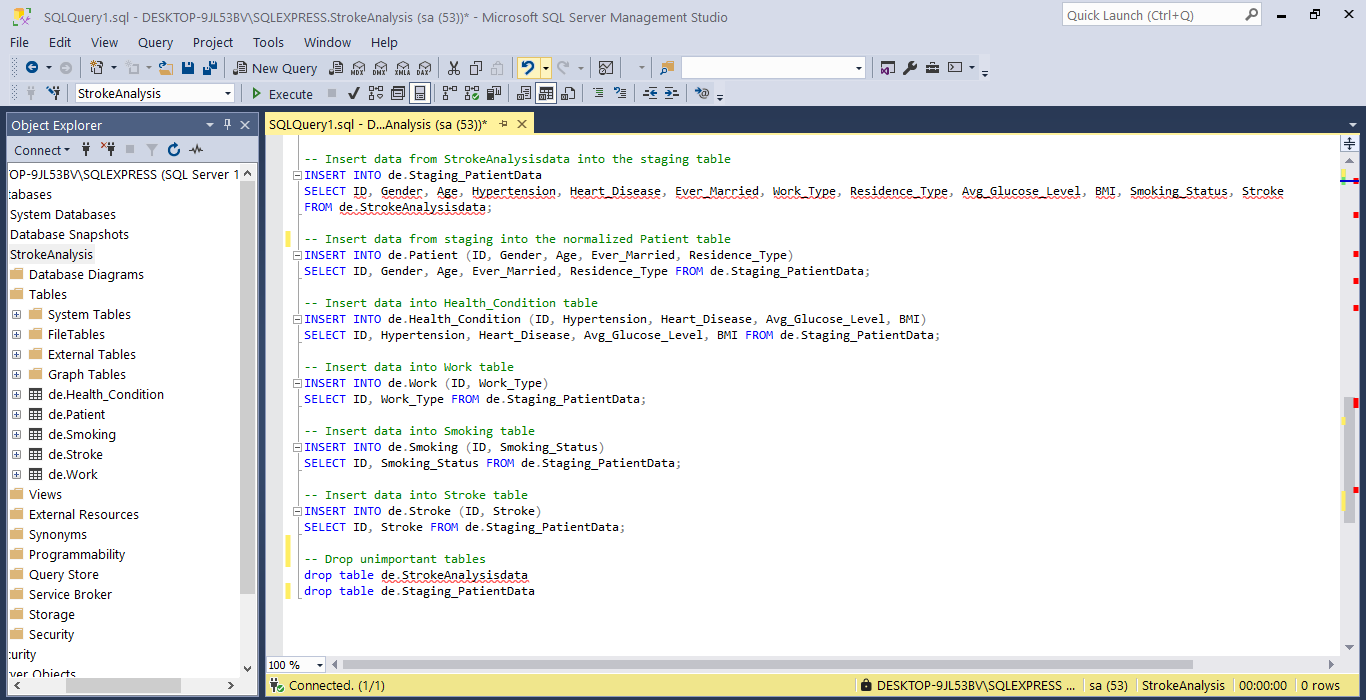 SQLQuery1.sql - DESKTOP-9JL53BV\SQLEXPRESS.StrokeAnalysis (sa (53))* - Microsoft SQL Server Management Studio
Quick Launch (Ctrl+Q)
File Edit View Query Project Tools Window Help
New Query MDX DMX XMLA DAX
StrokeAnalysis Execute
Object Explorer
Connect
OP-9JL53BV\SQLEXPRESS (SQL Server 1
tabases
System Databases
Database Snapshots
StrokeAnalysis
Database Diagrams
Tables
System Tables
FileTables
External Tables
Graph Tables
de.Health_Condition
de.Patient
de.Smoking
de.Stroke
de.Work
Views
External Resources
Synonyms
Programmability
Query Store
Service Broker
Storage
Security
curity
ver Objects
SQLQuery1.sql - D...Analysis (sa (53))*
-- Insert data from StrokeAnalysisdata into the staging table
INSERT INTO de.Staging_PatientData
SELECT ID, Gender, Age, Hypertension, Heart_Disease, Ever_Married, Work_Type, Residence_Type, Avg_Glucose_Level, BMI, Smoking_Status, Stroke
FROM de.StrokeAnalysisdata;
-- Insert data from staging into the normalized Patient table
INSERT INTO de.Patient (ID, Gender, Age, Ever_Married, Residence_Type)
SELECT ID, Gender, Age, Ever_Married, Residence_Type FROM de.Staging_PatientData;
-- Insert data into Health_Condition table
INSERT INTO de.Health_Condition (ID, Hypertension, Heart_Disease, Avg_Glucose_Level, BMI)
SELECT ID, Hypertension, Heart_Disease, Avg_Glucose_Level, BMI FROM de.Staging_PatientData;
-- Insert data into Work table
INSERT INTO de.Work (ID, Work_Type)
SELECT ID, Work_Type FROM de.Staging_PatientData;
-- Insert data into Smoking table
INSERT INTO de.Smoking (ID, Smoking_Status)
SELECT ID, Smoking_Status FROM de.Staging_PatientData;
-- Insert data into Stroke table
INSERT INTO de.Stroke (ID, Stroke)
SELECT ID, Stroke FROM de.Staging_PatientData;
-- Drop unimportant tables
drop table de.StrokeAnalysisdata
drop table de.Staging_PatientData
100 %
Connected. (1/1) DESKTOP-9JL53BV\SQLEXPRESS ... sa (53) StrokeAnalysis 00:00:00 0 rows